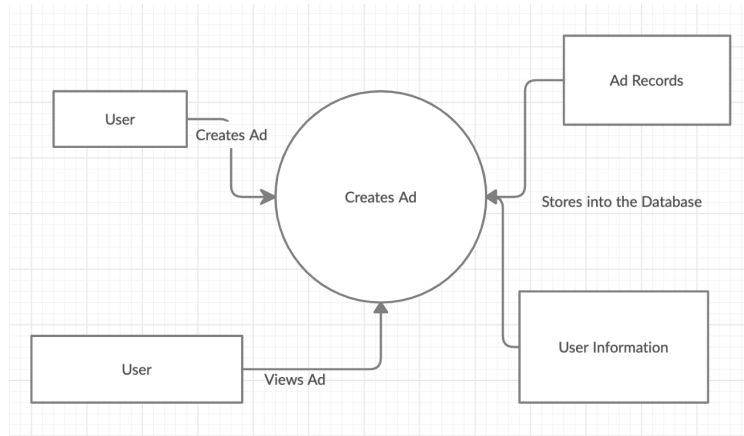 Ad Records
User
Creates Ad
Creates Ad
Stores into the Database
User Information
User
Views Ad